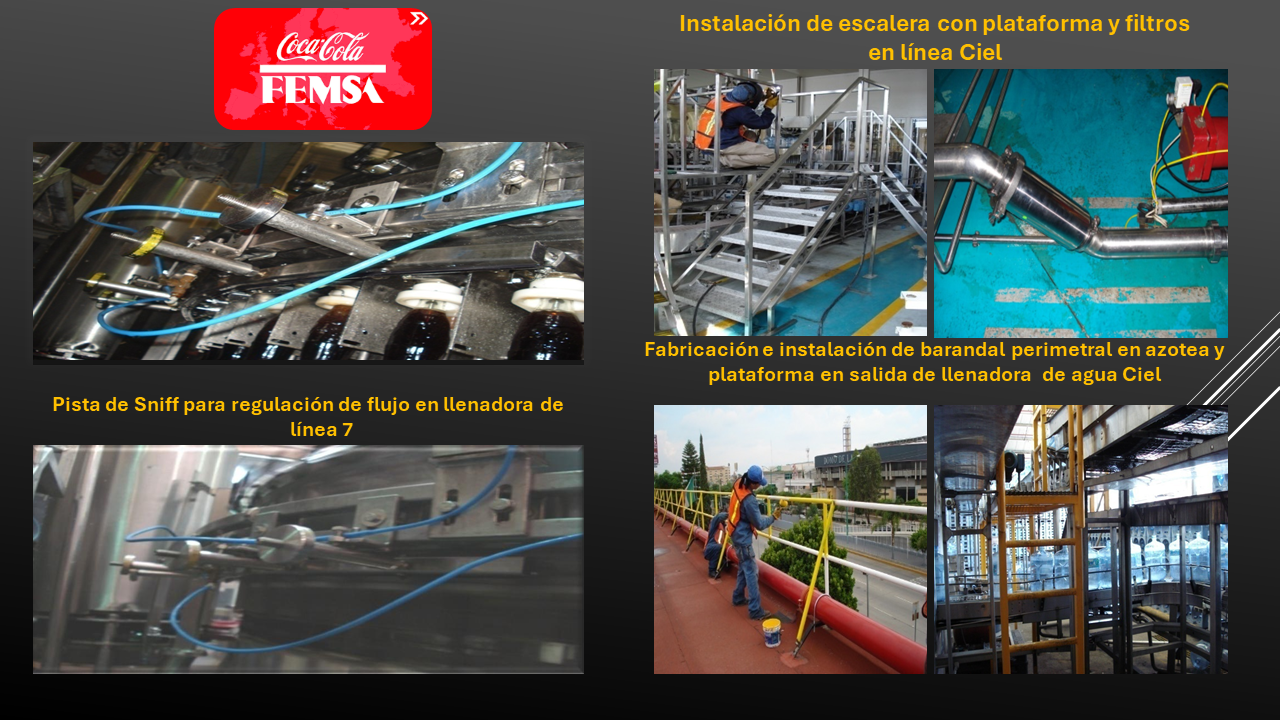 Coca-Cola
FEMSA
Pista de Sniff para regulación de flujo en llenadora de
línea 7
Instalación de escalera con plataforma y filtros
en línea Ciel
Fabricación e instalación de barandal perimetral en azotea y
plataforma en salida de llenadora de agua Ciel